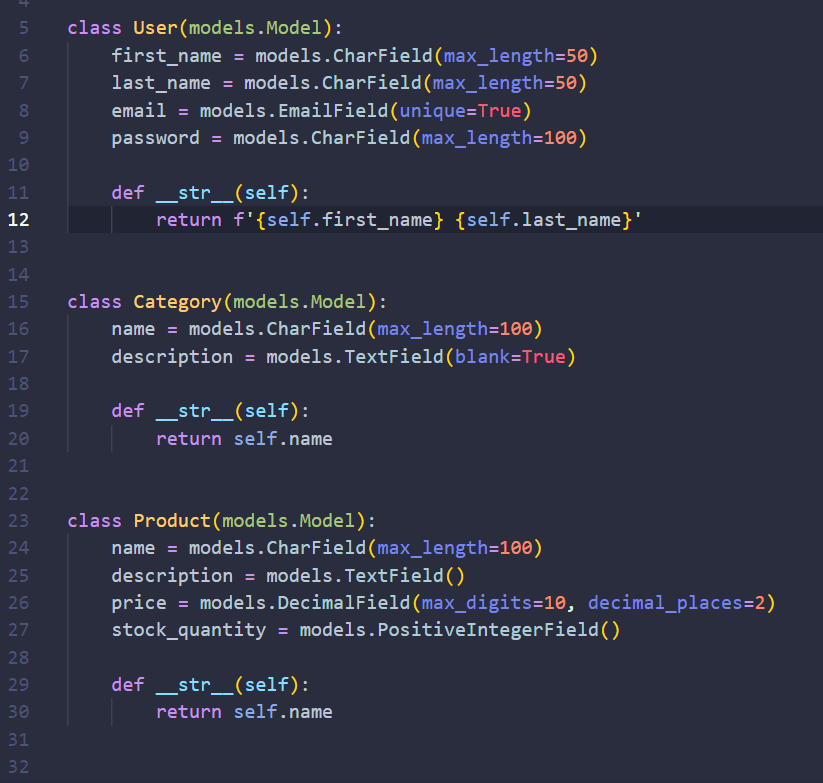 5 class User(models.Model):
6     first_name = models.CharField(max_length=50)
7     last_name = models.CharField(max_length=50)
8     email = models.EmailField(unique=True)
9     password = models.CharField(max_length=100)
10
11     def __str__(self):
12         return f'{self.first_name} {self.last_name}'
13
14
15 class Category(models.Model):
16     name = models.CharField(max_length=100)
17     description = models.TextField(blank=True)
18
19     def __str__(self):
20         return self.name
21
22
23 class Product(models.Model):
24     name = models.CharField(max_length=100)
25     description = models.TextField()
26     price = models.DecimalField(max_digits=10, decimal_places=2)
27     stock_quantity = models.PositiveIntegerField()
28
29     def __str__(self):
30         return self.name
31
32